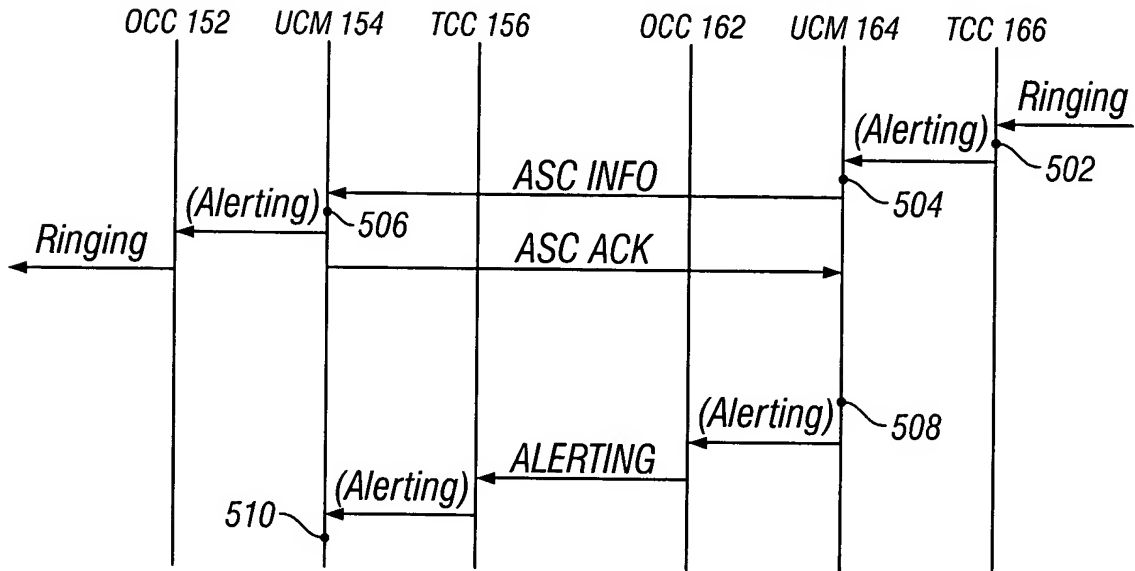 OCC 152 UCM 154 TCC 156 OCC 162 UCM 164 TCC 166
Ringing
(Alerting)
502
ASC INFO
504
(Alerting)
506
Ringing
ASC ACK
(Alerting)
508
ALERTING
(Alerting)
510